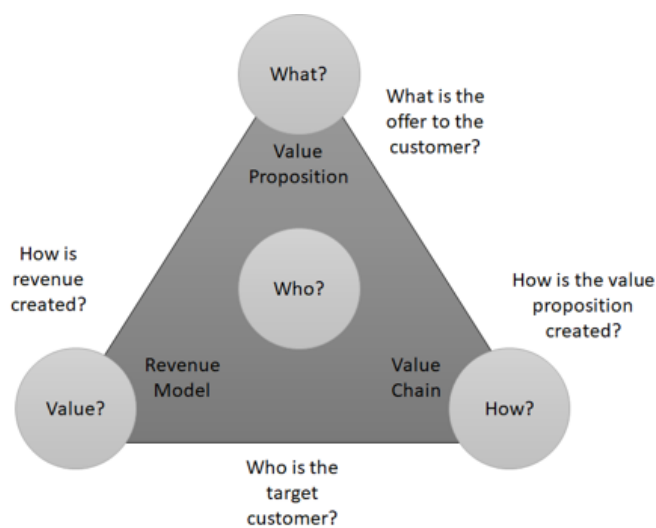 What?
What is the
offer to the
customer?
Value
Proposition
How is
revenue
created?
Who?
How is the value
proposition
created?
Revenue
Model
Value
Chain
Value?
How?
Who is the
target
customer?